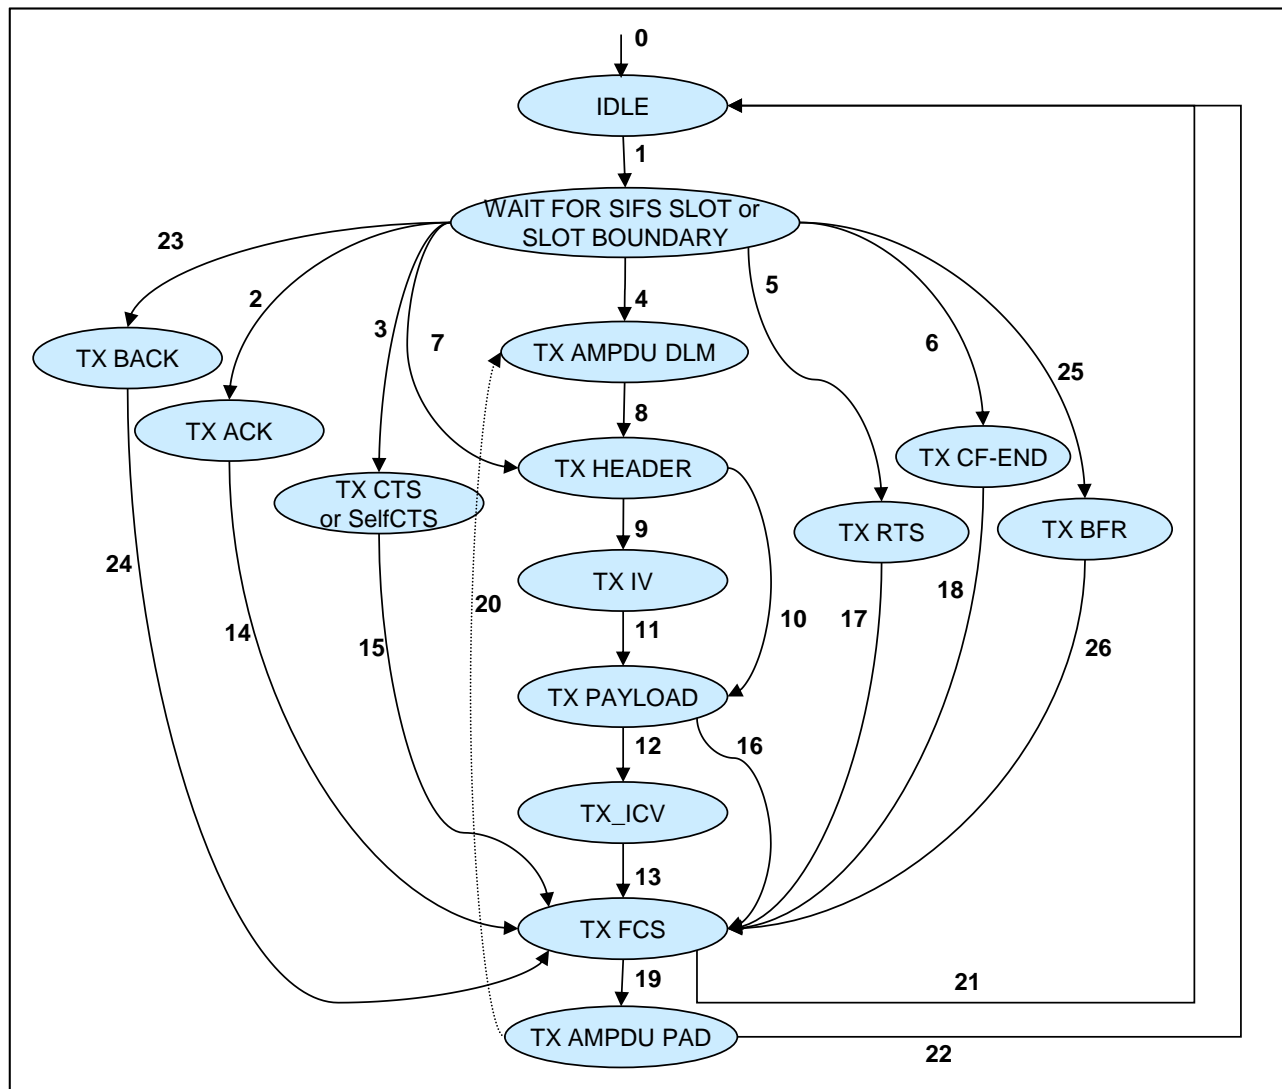 0
IDLE
1
WAIT FOR SIFS SLOT or
SLOT BOUNDARY
23
2
3
7
4
5
6
25
TX BACK
TX AMPDU DLM
TX ACK
8
TX HEADER
TX CF-END
TX CTS
or SelfCTS
TX RTS
TX BFR
9
24
TX IV
20
18
14
15
11
10
17
26
TX PAYLOAD
12
16
TX_ICV
13
TX FCS
19
21
TX AMPDU PAD
22